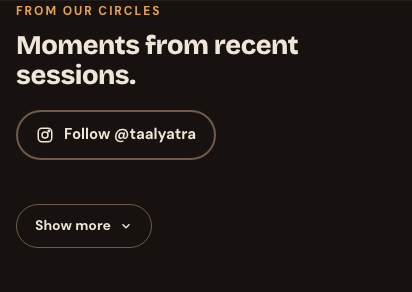 FROM OUR CIRCLES
Moments from recent
sessions.
Follow @taalyatra
Show more